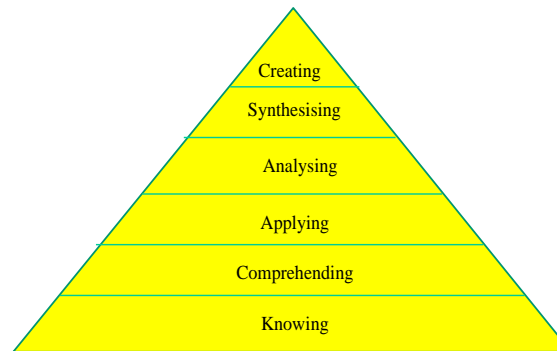 Creating
Synthesising
Analysing
Applying
Comprehending
Knowing